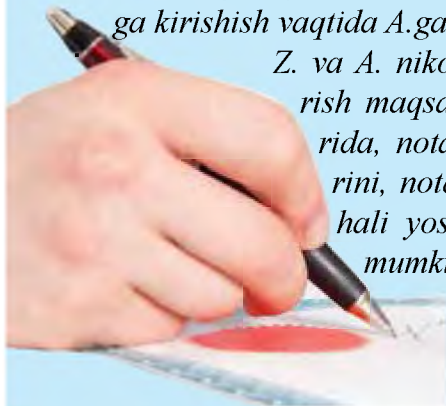 ga kirishish vaqtida A.ga
Z. va A. niko
rish maqsa
rida, nota
rini, nota
hali yos
mumki